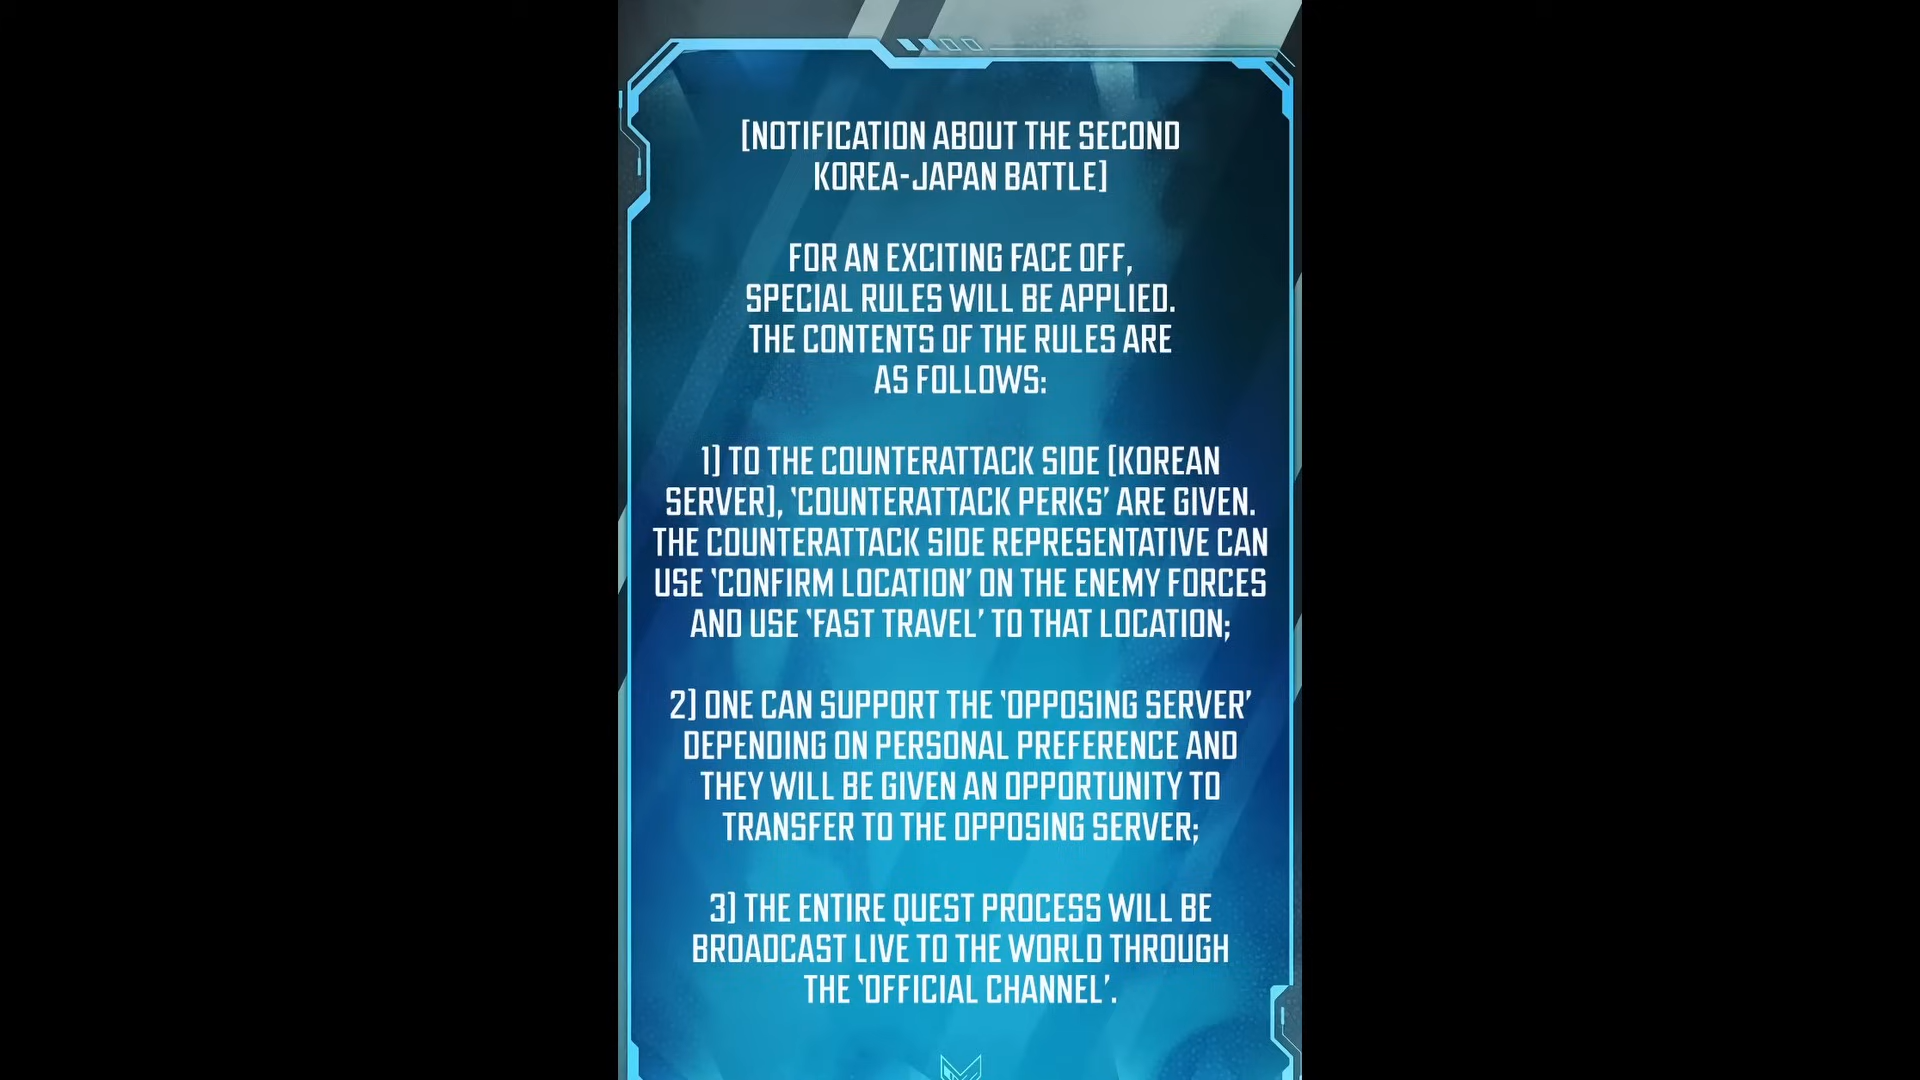 [NOTIFICATION ABOUT THE SECOND
KOREA-JAPAN BATTLE]
FOR AN EXCITING FACE OFF,
SPECIAL RULES WILL BE APPLIED.
THE CONTENTS OF THE RULES ARE
AS FOLLOWS:
1) TO THE COUNTERATTACK SIDE (KOREAN
SERVER), ‘COUNTERATTACK PERKS’ ARE GIVEN.
THE COUNTERATTACK SIDE REPRESENTATIVE CAN
USE ‘CONFIRM LOCATION’ ON THE ENEMY FORCES
AND USE ‘FAST TRAVEL’ TO THAT LOCATION;
2) ONE CAN SUPPORT THE ‘OPPOSING SERVER’
DEPENDING ON PERSONAL PREFERENCE AND
THEY WILL BE GIVEN AN OPPORTUNITY TO
TRANSFER TO THE OPPOSING SERVER;
3) THE ENTIRE QUEST PROCESS WILL BE
BROADCAST LIVE TO THE WORLD THROUGH
THE ‘OFFICIAL CHANNEL’.